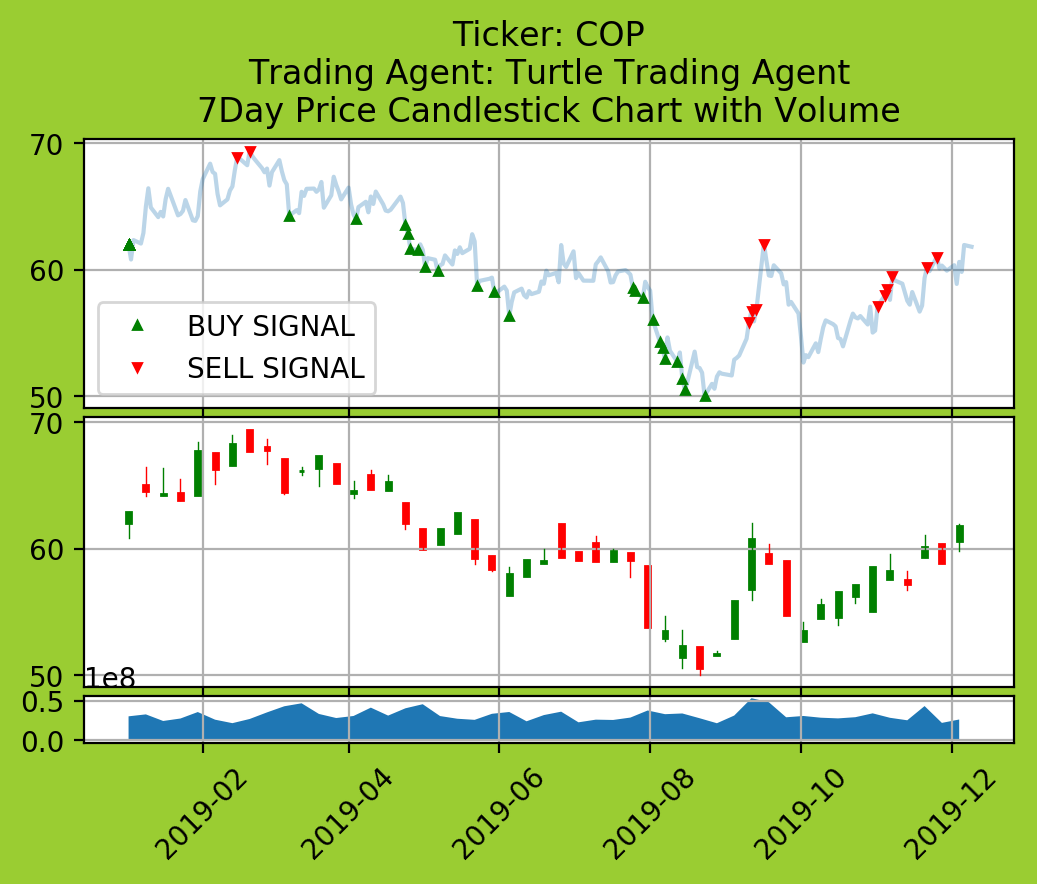 Ticker: COP
Trading Agent: Turtle Trading Agent
7Day Price Candlestick Chart with Volume
70
60
50
BUY SIGNAL
SELL SIGNAL
70
60
50
1e8
0.5
0.0
2019-02
2019-04
2019-06
2019-08
2019-10
2019-12